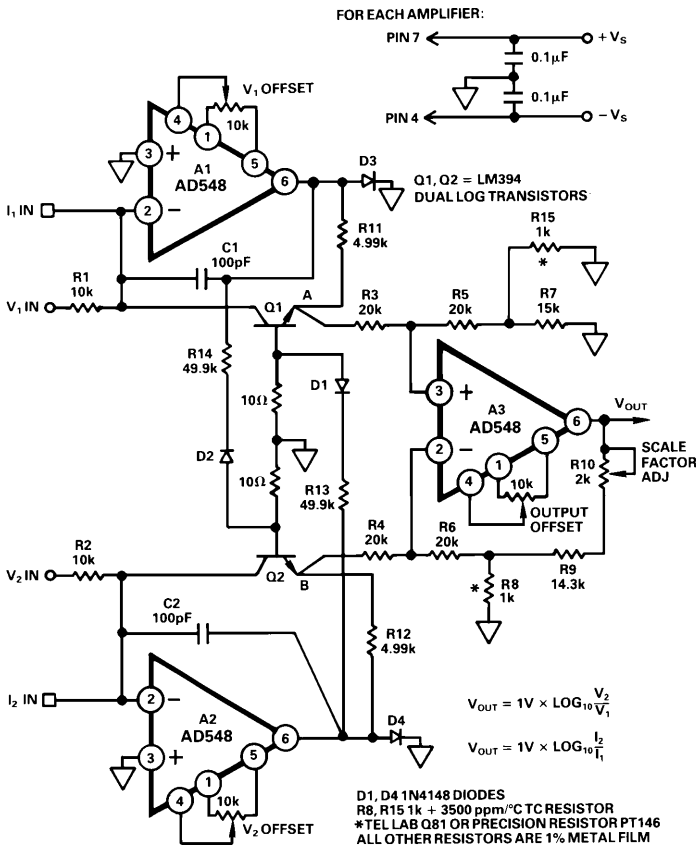 FOR EACH AMPLIFIER:
PIN 7
+ VS
0.1µF
0.1µF
PIN 4
− VS
V1 OFFSET
4
1
10k
5
3
+
A1
AD548
6
D3
Q1, Q2 = LM394
DUAL LOG TRANSISTORS
I1 IN
2
−
R11
4.99k
R15
1k
*
C1
100pF
R1
10k
V1 IN
Q1
A
R3
20k
R5
20k
R7
15k
R14
49.9k
D1
10Ω
3
+
A3
AD548
6
VOUT
D2
10Ω
R13
49.9k
2
−
5
1
4
10k
OUTPUT
OFFSET
R10
2k
SCALE
FACTOR
ADJ
R2
10k
V2 IN
Q2
B
R4
20k
R6
20k
* R8
1k
R9
14.3k
C2
100pF
R12
4.99k
I2 IN
2
−
A2
AD548
6
D4
3
+
5
1
4
10k
V2 OFFSET
VOUT = 1V × LOG10 V2/V1
VOUT = 1V × LOG10 I2/I1
D1, D4 1N4148 DIODES
R8, R15 1k + 3500 ppm/°C TC RESISTOR
*TEL LAB Q81 OR PRECISION RESISTOR PT146
ALL OTHER RESISTORS ARE 1% METAL FILM